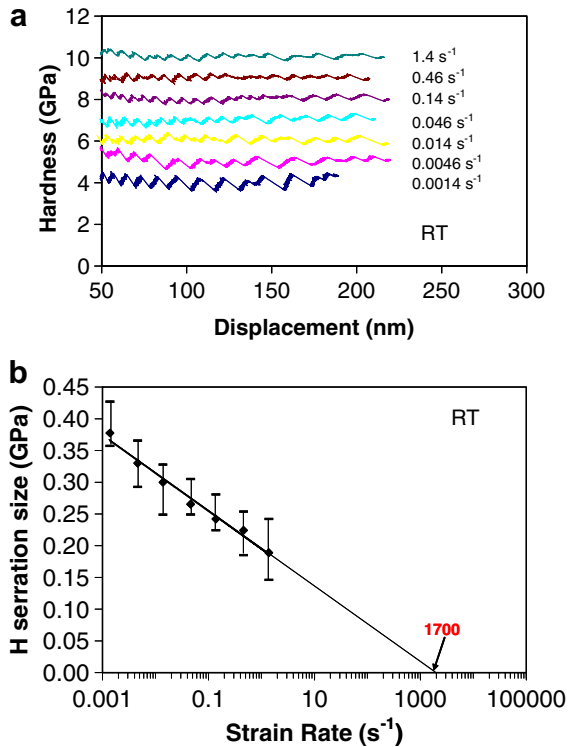 a
12
10
8
6
4
2
0
Hardness (GPa)
1.4 s⁻¹
0.46 s⁻¹
0.14 s⁻¹
0.046 s⁻¹
0.014 s⁻¹
0.0046 s⁻¹
0.0014 s⁻¹
RT
50 100 150 200 250 300
Displacement (nm)
b
0.45
0.40
0.35
0.30
0.25
0.20
0.15
0.10
0.05
0.00
H serration size (GPa)
RT
1700
0.001 0.1 10 1000 100000
Strain Rate (s⁻¹)